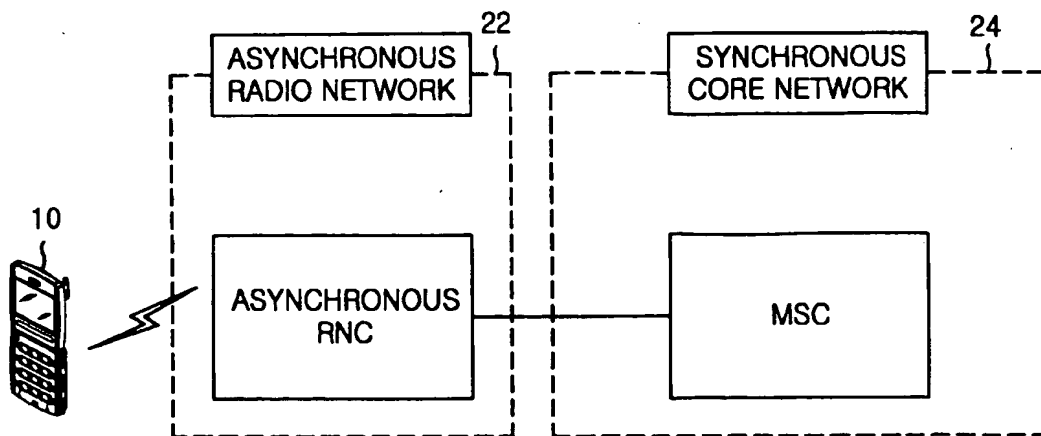 22
24
ASYNCHRONOUS
RADIO NETWORK
SYNCHRONOUS
CORE NETWORK
10
ASYNCHRONOUS
RNC
MSC